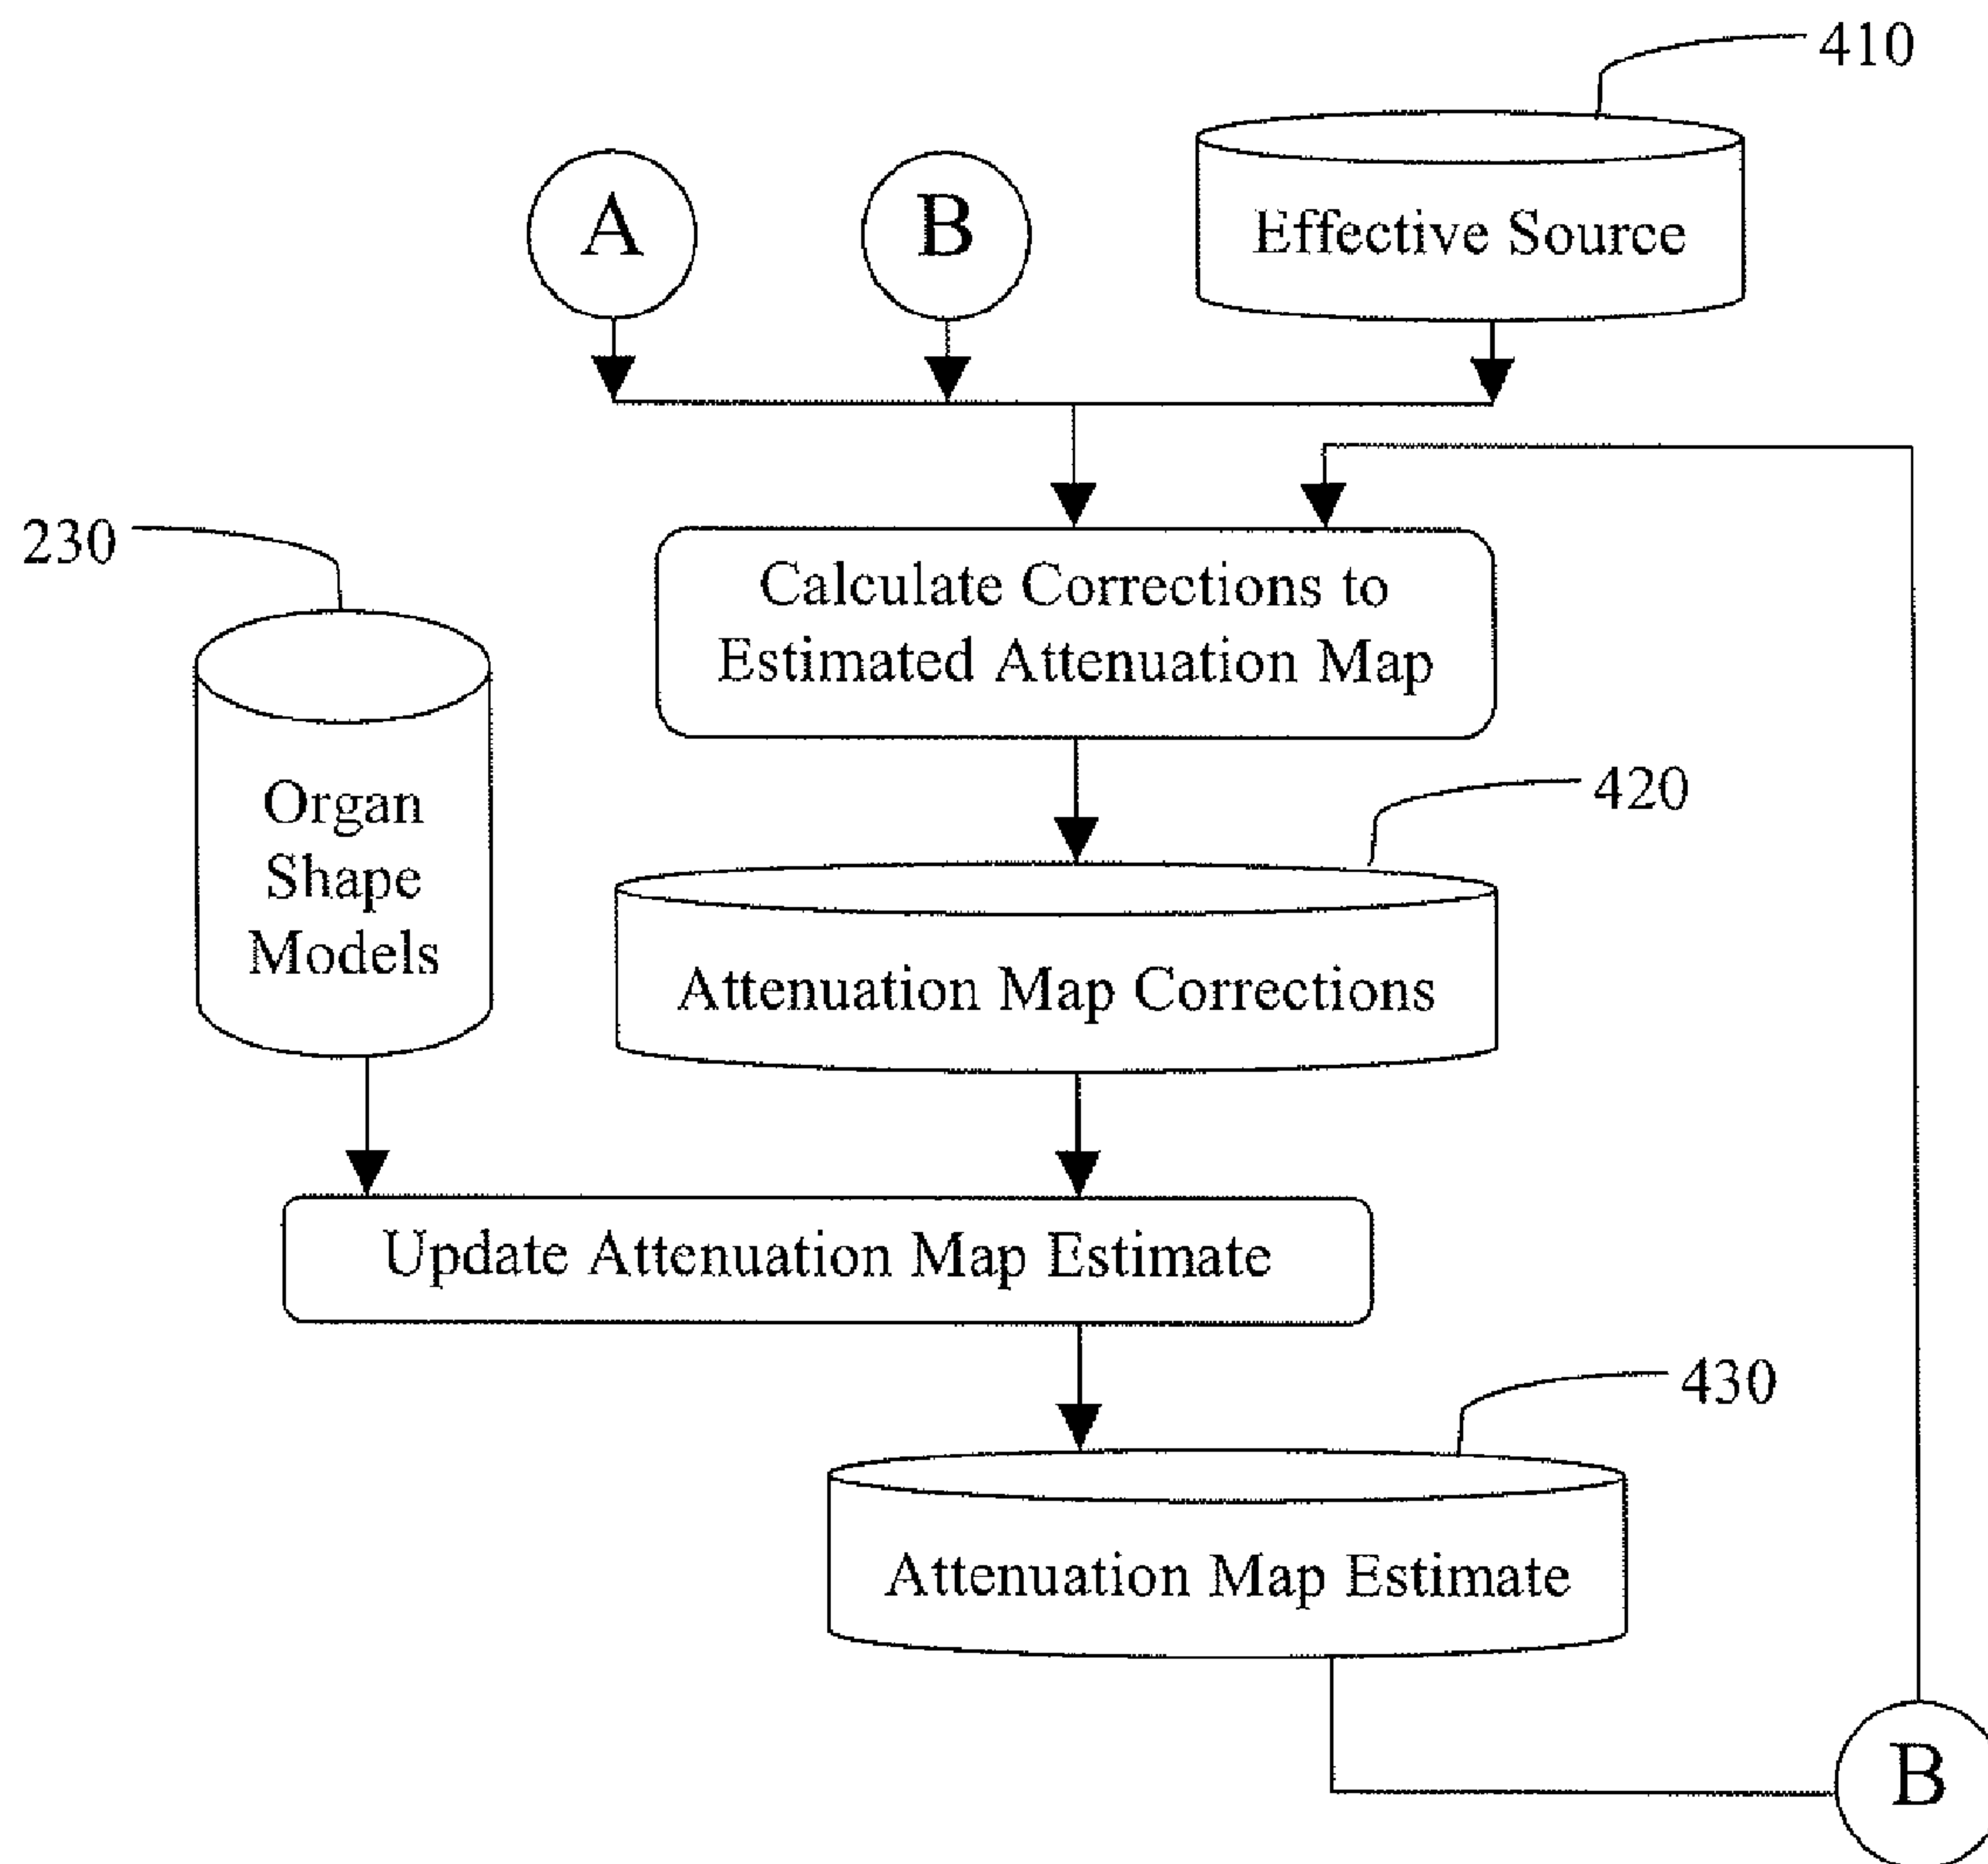 410
A
B
Effective Source
230
Calculate Corrections to
Estimated Attenuation Map
420
Organ
Shape
Models
Attenuation Map Corrections
Update Attenuation Map Estimate
430
Attenuation Map Estimate
B